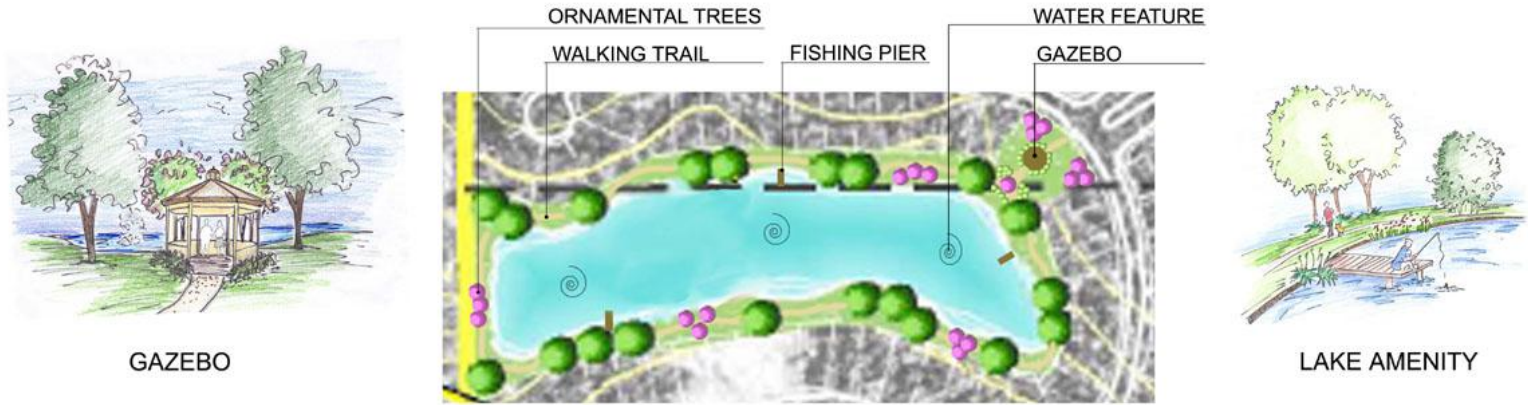 ORNAMENTAL TREES
WATER FEATURE
WALKING TRAIL
FISHING PIER
GAZEBO
GAZEBO
LAKE AMENITY